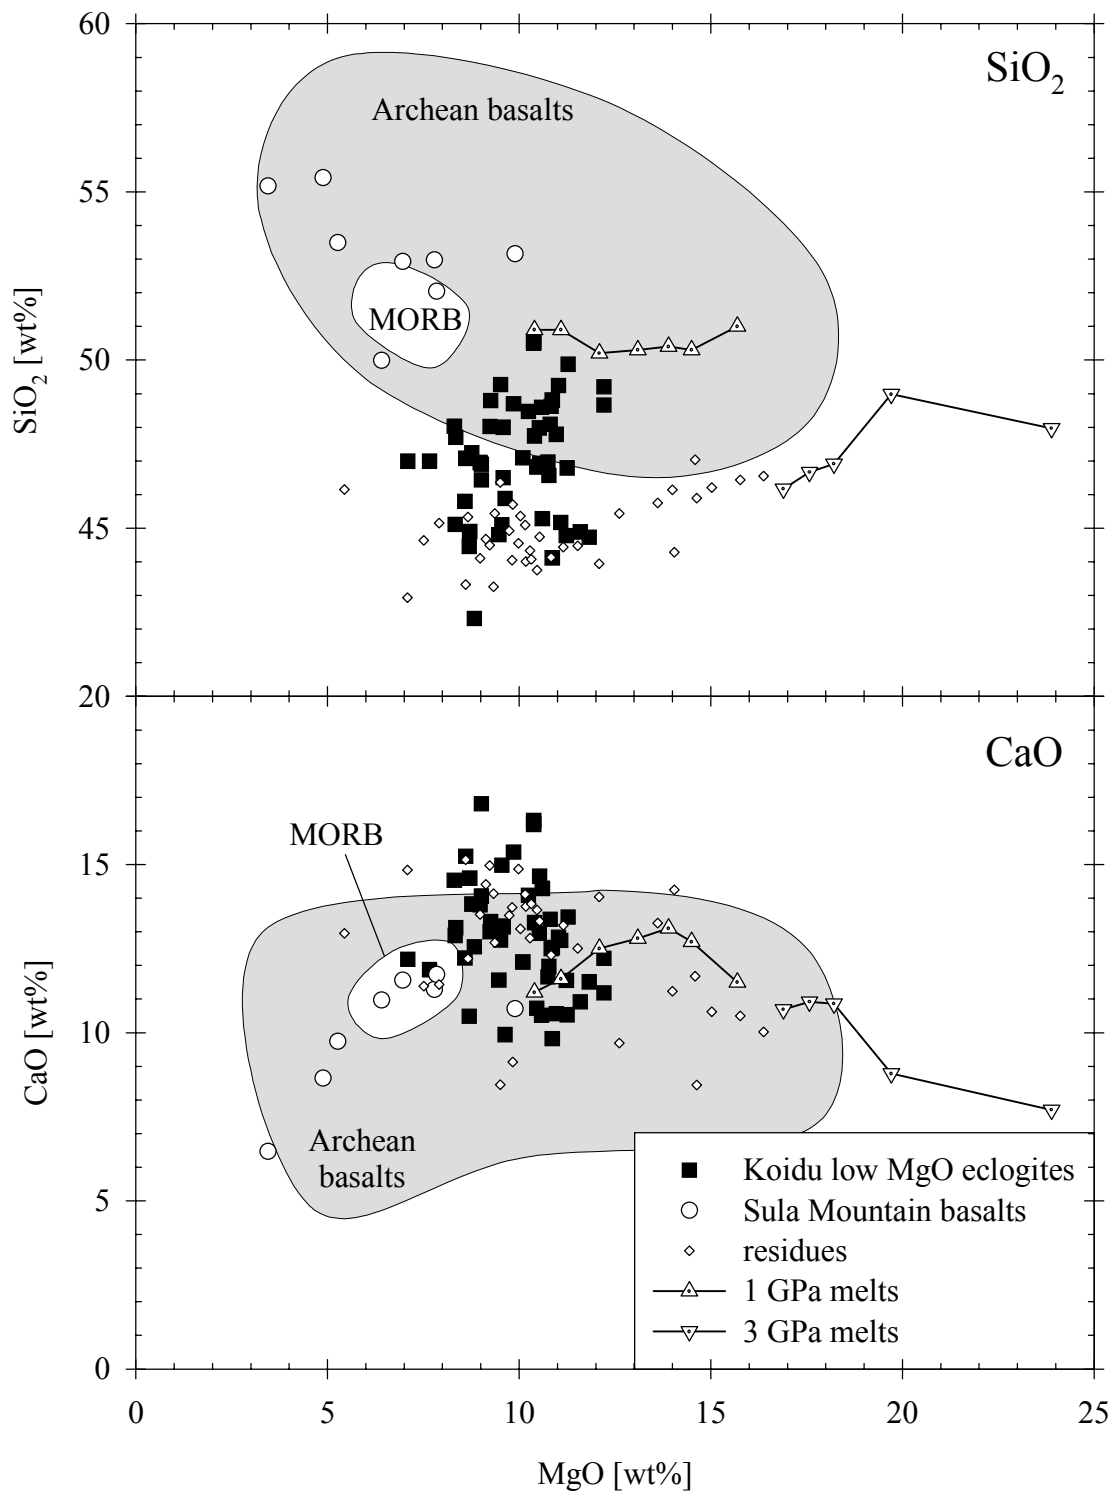 60
SiO2
Archean basalts
55
MORB
SiO2 [wt%]
50
45
20
CaO
MORB
15
CaO [wt%]
10
Archean
basalts
5
Koidu low MgO eclogites
Sula Mountain basalts
residues
1 GPa melts
3 GPa melts
0
0 5 10 15 20 25
MgO [wt%]